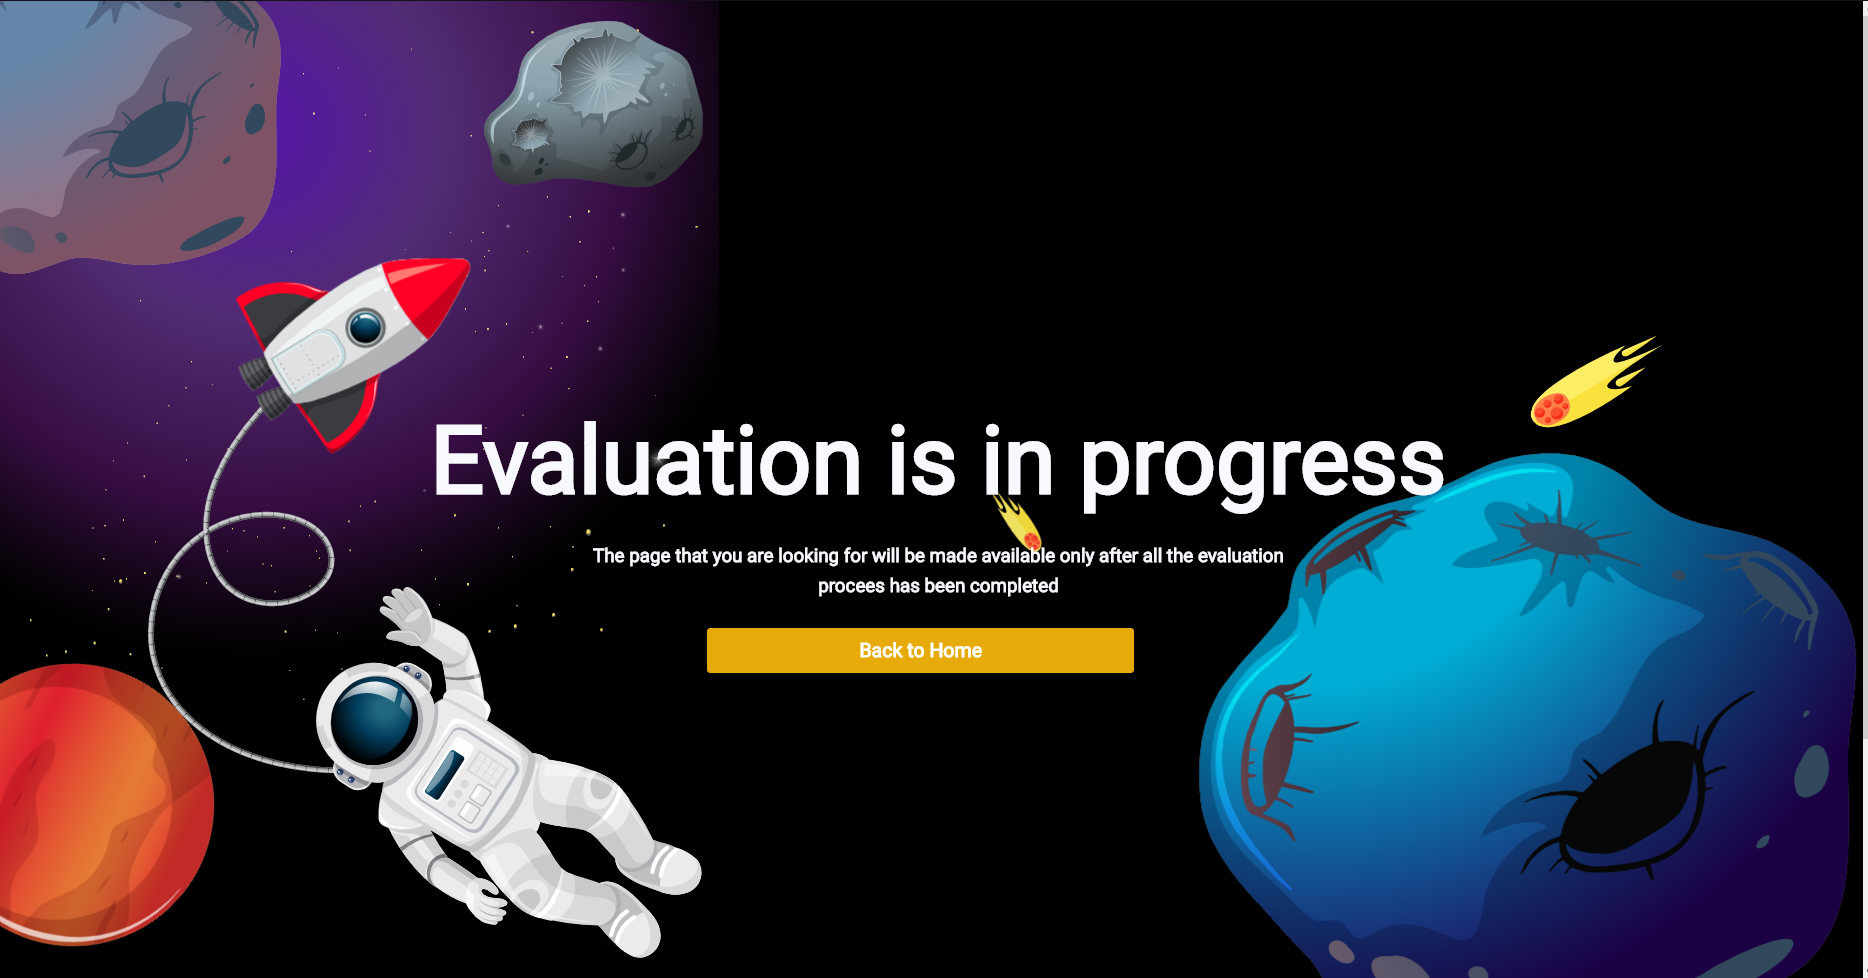 Evaluation is in progress
The page that you are looking for will be made available only after all the evaluation
procees has been completed
Back to Home